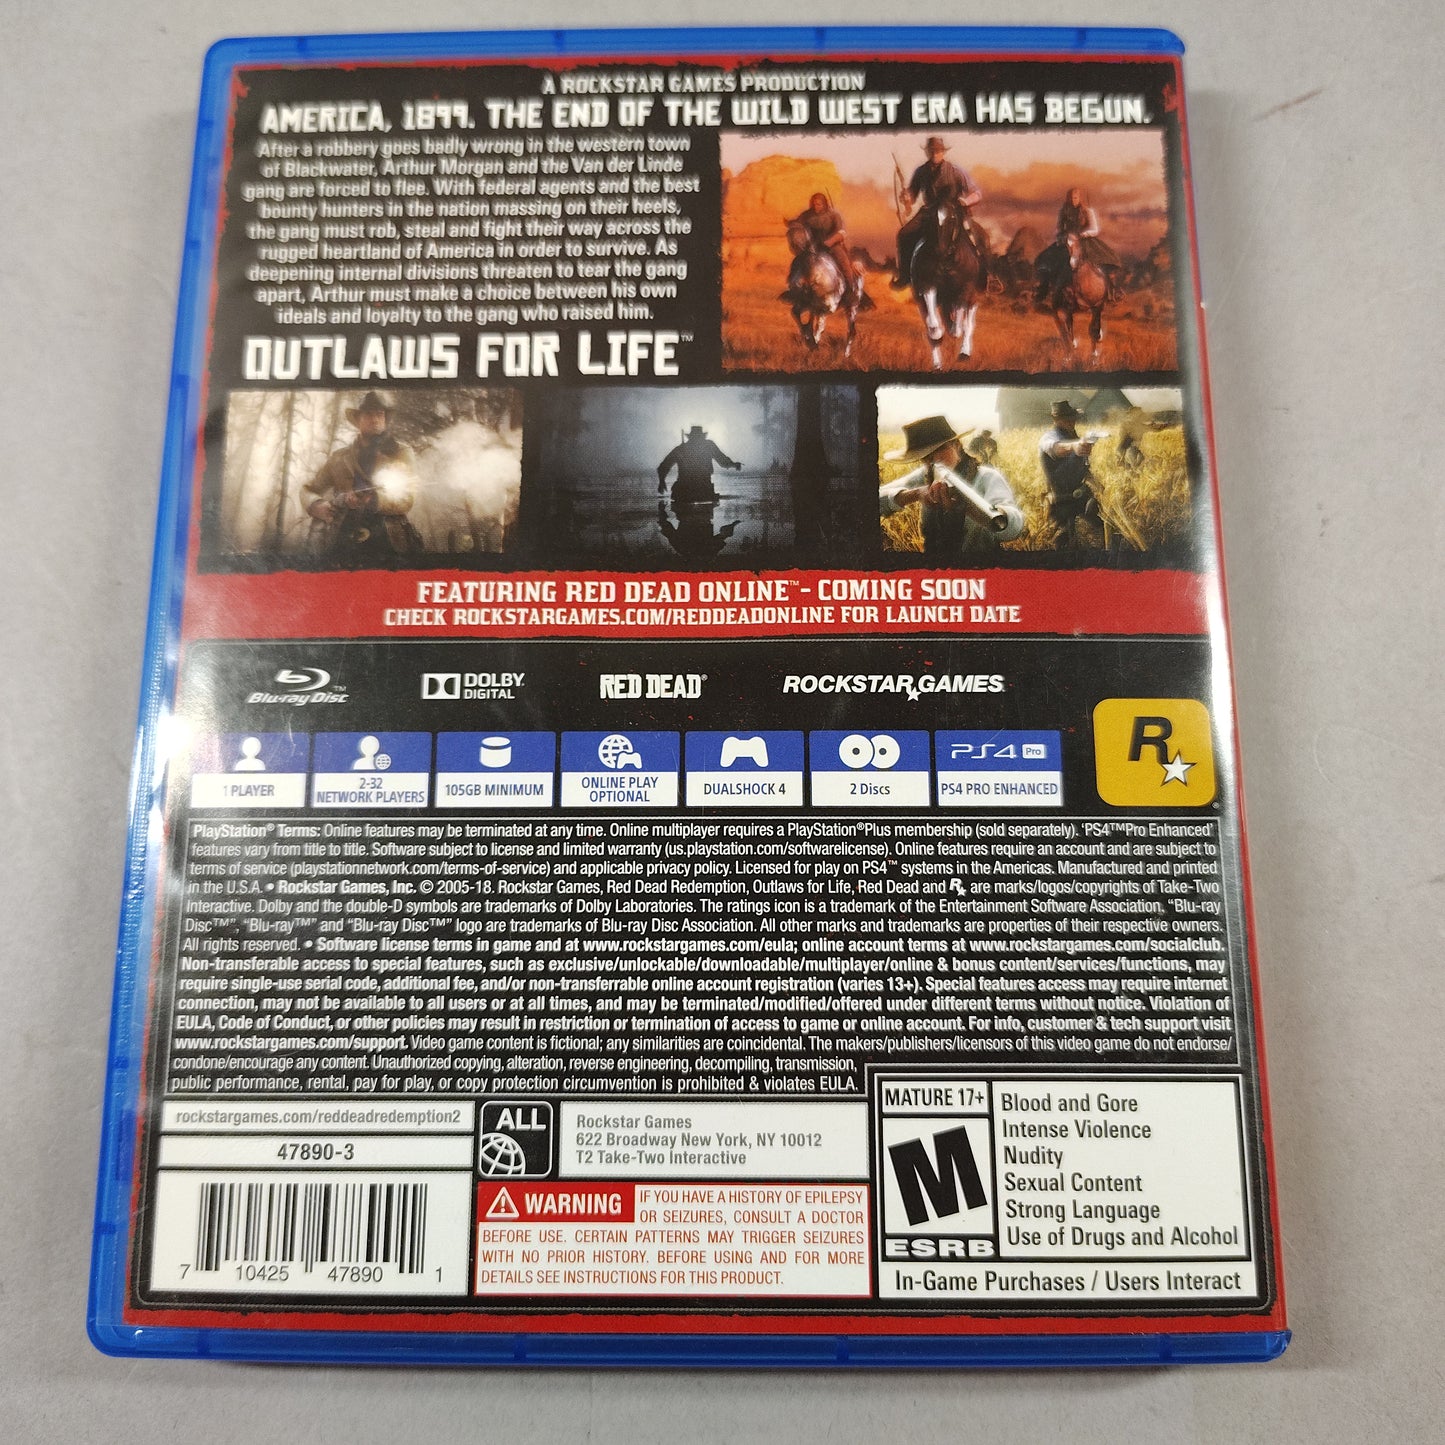 A ROCKSTAR GAMES PRODUCTION
AMERICA, 1899. THE END OF THE WILD WEST ERA HAS BEGUN.
After a robbery goes badly wrong in the western town
of Blackwater, Arthur Morgan and the Van der Linde
gang are forced to flee. With federal agents and the best
bounty hunters in the nation massing on their heels,
the gang must rob, steal and fight their way across the
rugged heartland of America in order to survive. As
deepening internal divisions threaten to tear the gang
apart, Arthur must make a choice between his own
ideals and loyalty to the gang who raised him.
OUTLAWS FOR LIFE™
FEATURING RED DEAD ONLINE™ - COMING SOON
CHECK ROCKSTARGAMES.COM/REDDEADONLINE FOR LAUNCH DATE
Blu-ray Disc™
DOLBY
DIGITAL
RED DEAD®
ROCKSTAR GAMES
R
®
PS4 Pro
1 PLAYER
2-32
NETWORK PLAYERS
105GB MINIMUM
ONLINE PLAY
OPTIONAL
DUALSHOCK 4
2 Discs
PS4 PRO ENHANCED
PlayStation® Terms: Online features may be terminated at any time. Online multiplayer requires a PlayStation®Plus membership (sold separately). 'PS4™Pro Enhanced'
features vary from title to title. Software subject to license and limited warranty (us.playstation.com/softwarelicense). Online features require an account and are subject to
terms of service (playstationnetwork.com/terms-of-service) and applicable privacy policy. Licensed for play on PS4™ systems in the Americas. Manufactured and printed
in the U.S.A. • Rockstar Games, Inc. © 2005-18. Rockstar Games, Red Dead Redemption, Outlaws for Life, Red Dead and R are marks/logos/copyrights of Take-Two
Interactive. Dolby and the double-D symbols are trademarks of Dolby Laboratories. The ratings icon is a trademark of the Entertainment Software Association. "Blu-ray
Disc™", "Blu-ray™" and "Blu-ray Disc™" logo are trademarks of Blu-ray Disc Association. All other marks and trademarks are properties of their respective owners.
All rights reserved. • Software license terms in game and at www.rockstargames.com/eula; online account terms at www.rockstargames.com/socialclub.
Non-transferable access to special features, such as exclusive/unlockable/downloadable/multiplayer/online & bonus content/services/functions, may
require single-use serial code, additional fee, and/or non-transferrable online account registration (varies 13+). Special features access may require internet
connection, may not be available to all users or at all times, and may be terminated/modified/offered under different terms without notice. Violation of
EULA, Code of Conduct, or other policies may result in restriction or termination of access to game or online account. For info, customer & tech support visit
www.rockstargames.com/support. Video game content is fictional; any similarities are coincidental. The makers/publishers/licensors of this video game do not endorse/
condone/encourage any content. Unauthorized copying, alteration, reverse engineering, decompiling, transmission,
public performance, rental, pay for play, or copy protection circumvention is prohibited & violates EULA.
rockstargames.com/reddeadredemption2
47890-3
7 10425 47890 1
ALL
Rockstar Games
622 Broadway New York, NY 10012
T2 Take-Two Interactive
WARNING IF YOU HAVE A HISTORY OF EPILEPSY
OR SEIZURES, CONSULT A DOCTOR
BEFORE USE. CERTAIN PATTERNS MAY TRIGGER SEIZURES
WITH NO PRIOR HISTORY. BEFORE USING AND FOR MORE
DETAILS SEE INSTRUCTIONS FOR THIS PRODUCT.
MATURE 17+
M
ESRB
Blood and Gore
Intense Violence
Nudity
Sexual Content
Strong Language
Use of Drugs and Alcohol
In-Game Purchases / Users Interact